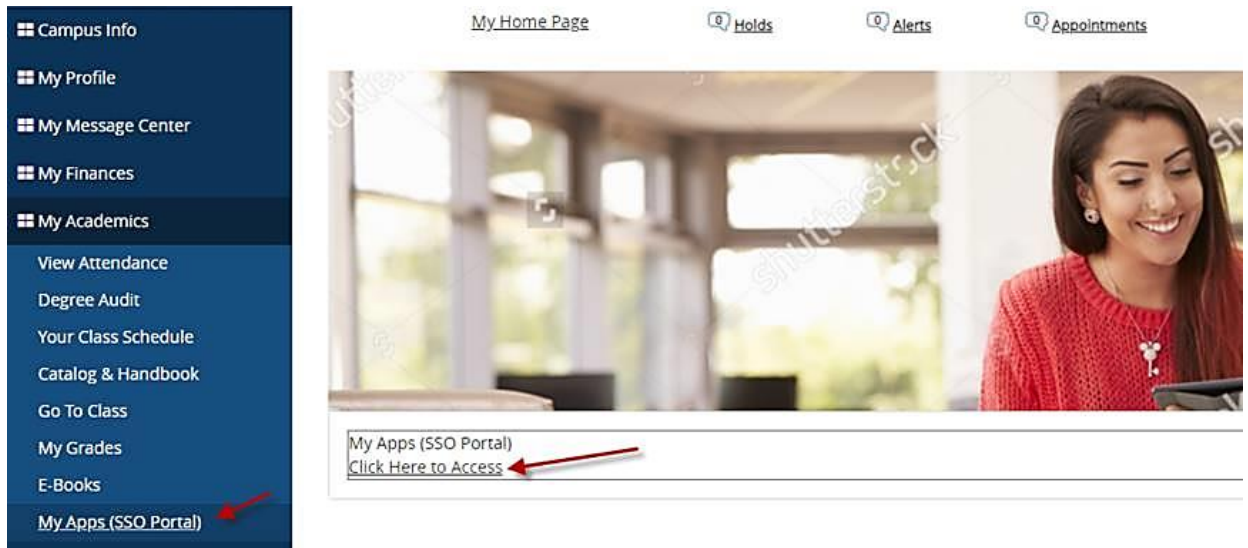 Campus Info
My Profile
My Message Center
My Finances
My Academics
View Attendance
Degree Audit
Your Class Schedule
Catalog & Handbook
Go To Class
My Grades
E-Books
My Apps (SSO Portal)
My Home Page
0 Holds
0 Alerts
0 Appointments
shutterstock
My Apps (SSO Portal)
Click Here to Access